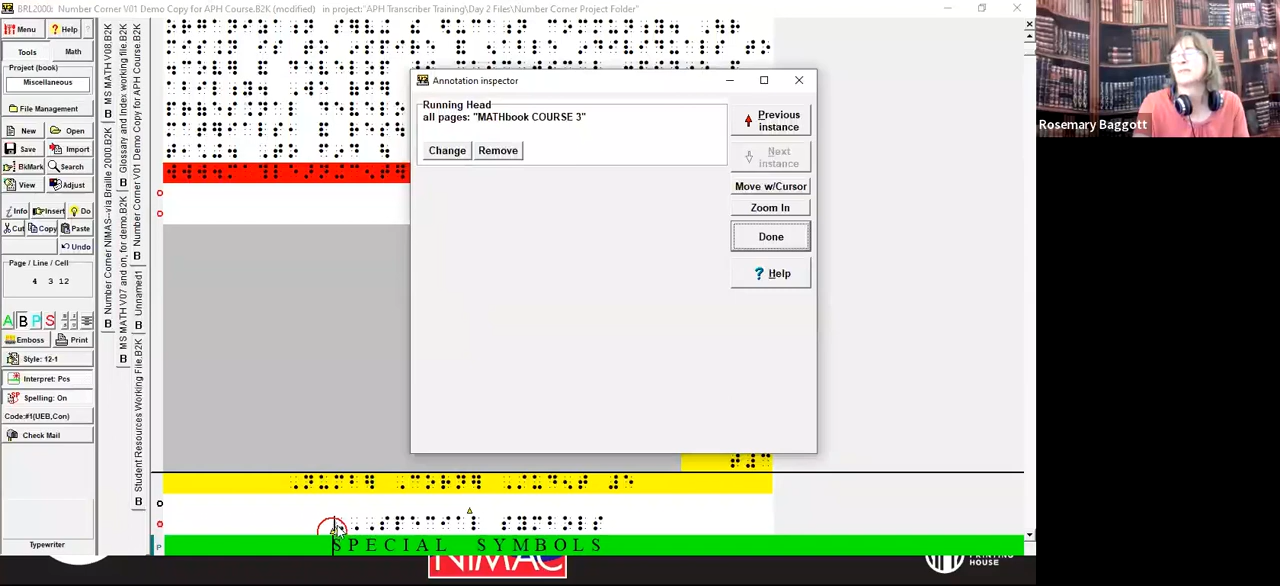 BRL2000: Number Corner V01 Demo Copy for APH Course.B2K (modified) in project:"APH Transcriber Training\Day 2 Files\Number Corner Project Folder"
Menu
Help
Tools
Math
Project (book)
Miscellaneous
File Management
New
Open
Save
Import
BkMark
Search
View
Adjust
Info
Insert
Do
Cut
Copy
Paste
Undo
Page / Line / Cell
4 3 12
A B P S
Emboss
Print
Style: 12-1
Interpret: Pcs
Spelling: On
Code:#1(UEB,Con)
Check Mail
Typewriter
B Number Corner NIMAS--via Braille 2000.B2K
B MS MATH V08.B2K
B MS MATH V07 and on, for demo.B2K
B Glossary and Index working file.B2K
B Student Resources Working File.B2K
B Unnamed1
B Number Corner V01 Demo Copy for APH Course.B2K
Annotation inspector
Running Head
all pages: "MATHbook COURSE 3"
Change
Remove
Previous instance
Next instance
Move w/Cursor
Zoom In
Done
Help
P
SPECIAL SYMBOLS
Rosemary Baggott
NIMAC
PRINTING
HOUSE